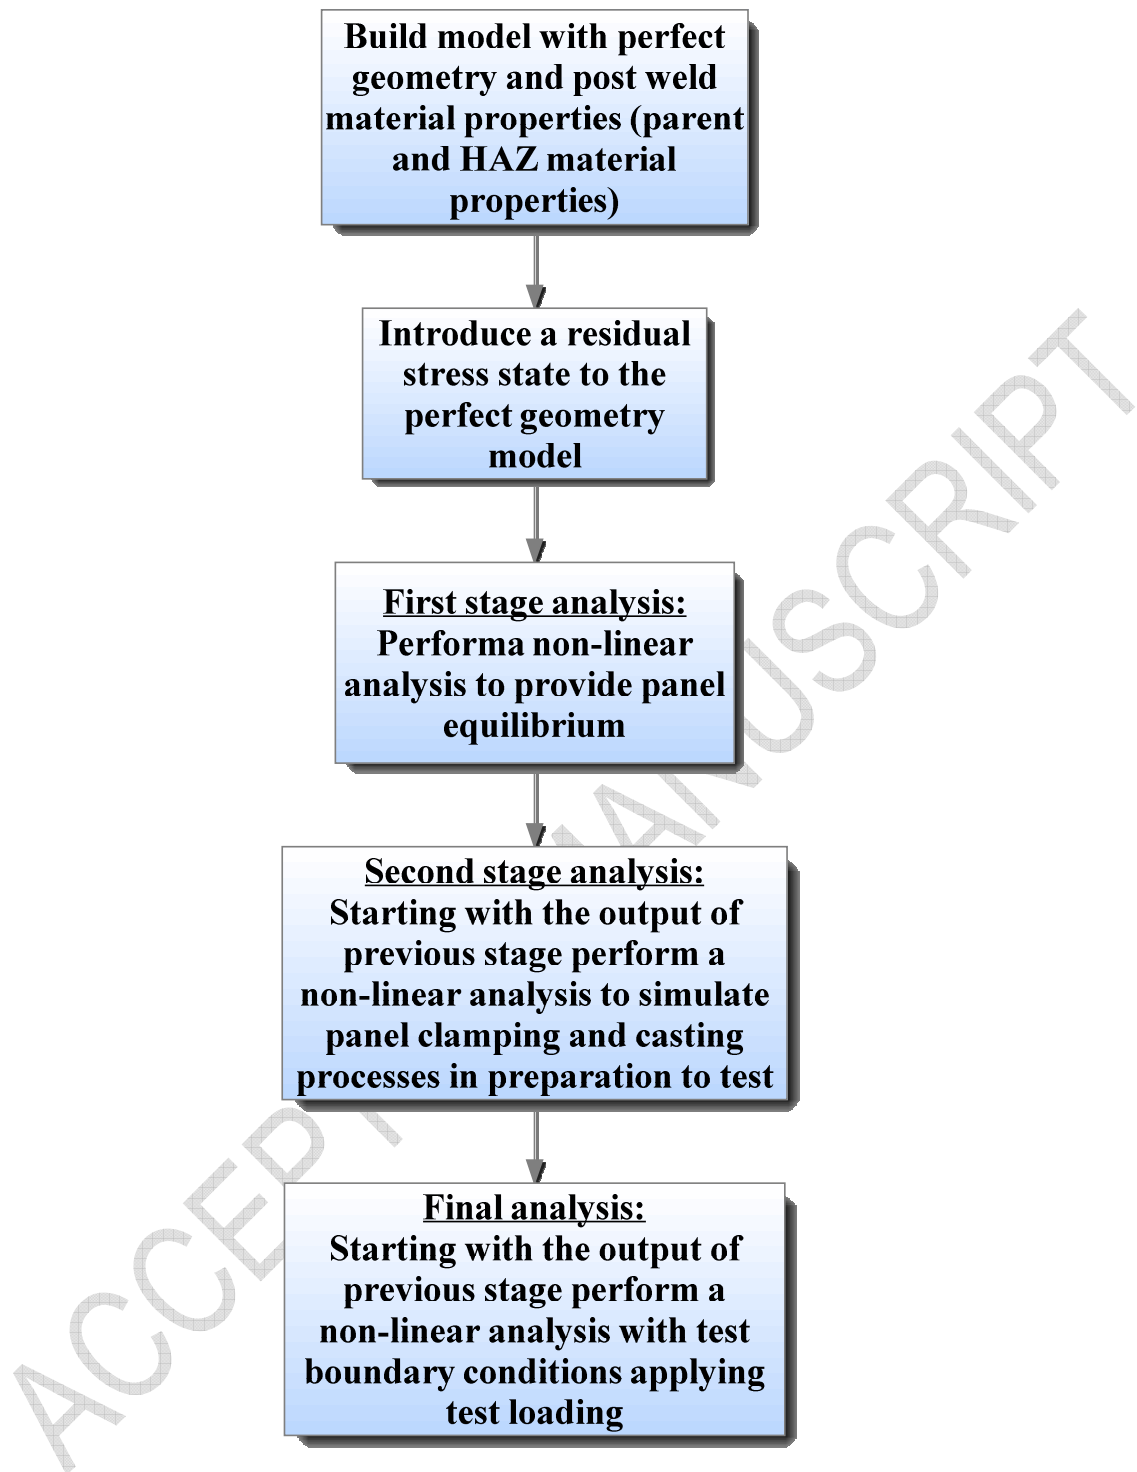 Build model with perfect
geometry and post weld
material properties (parent
and HAZ material
properties)
Introduce a residual
stress state to the
perfect geometry
model
First stage analysis:
Performa non-linear
analysis to provide panel
equilibrium
Second stage analysis:
Starting with the output of
previous stage perform a
non-linear analysis to simulate
panel clamping and casting
processes in preparation to test
Final analysis:
Starting with the output of
previous stage perform a
non-linear analysis with test
boundary conditions applying
test loading
ACCEPT MANUSCRIPT